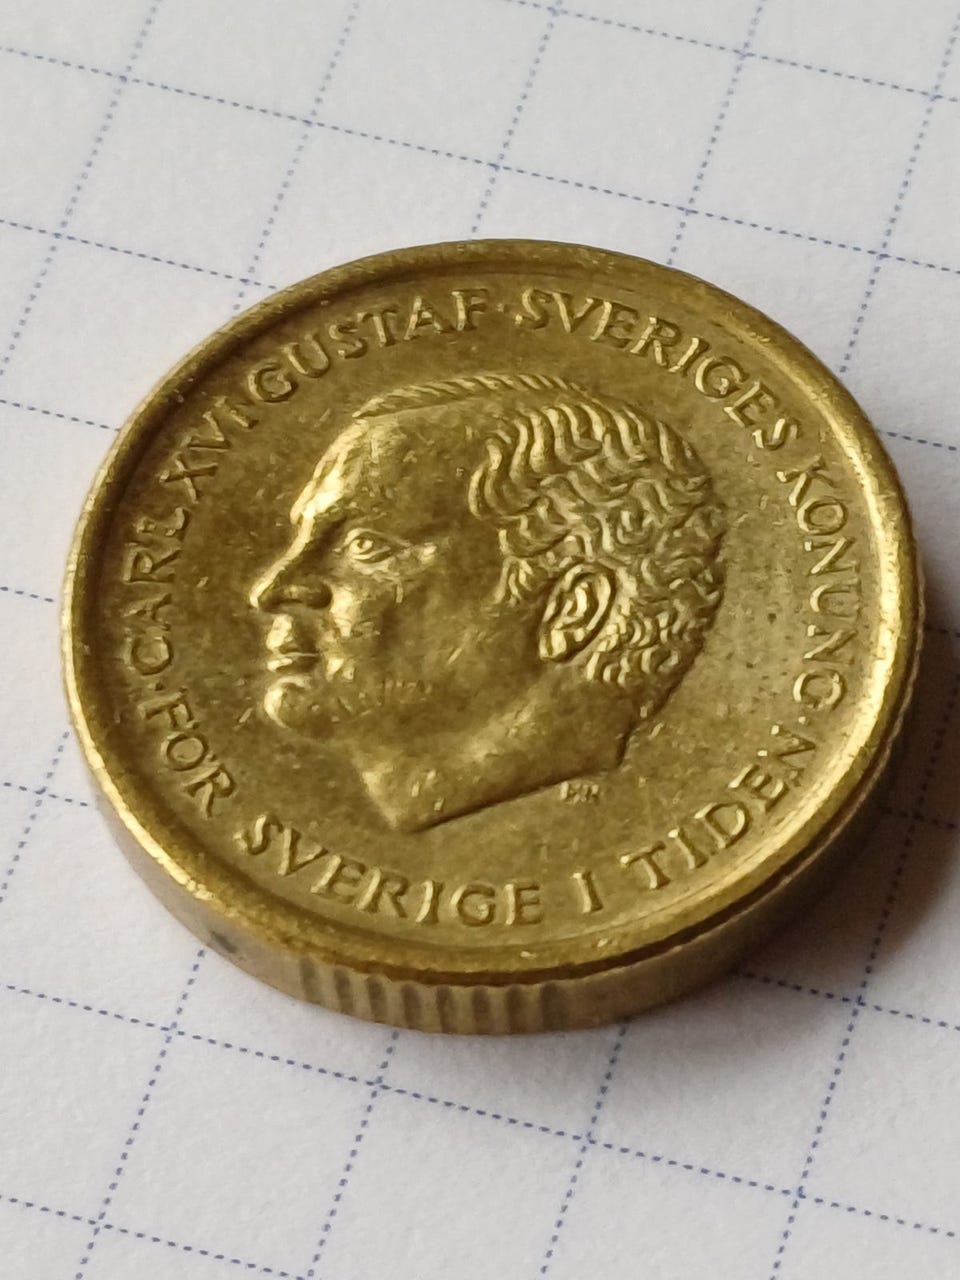 ·CARL XVI GUSTAF·SVERIGES KONUNG·
FÖR SVERIGE I TIDEN